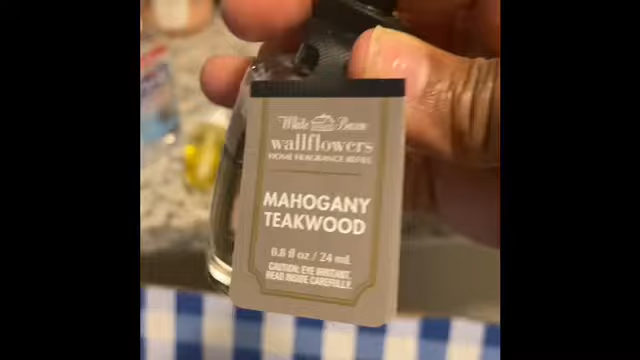 White Barn
wallflowers
HOME FRAGRANCE REFILL
MAHOGANY
TEAKWOOD
0.8 fl oz / 24 mL
CAUTION: EYE IRRITANT.
READ INSIDE CAREFULLY.